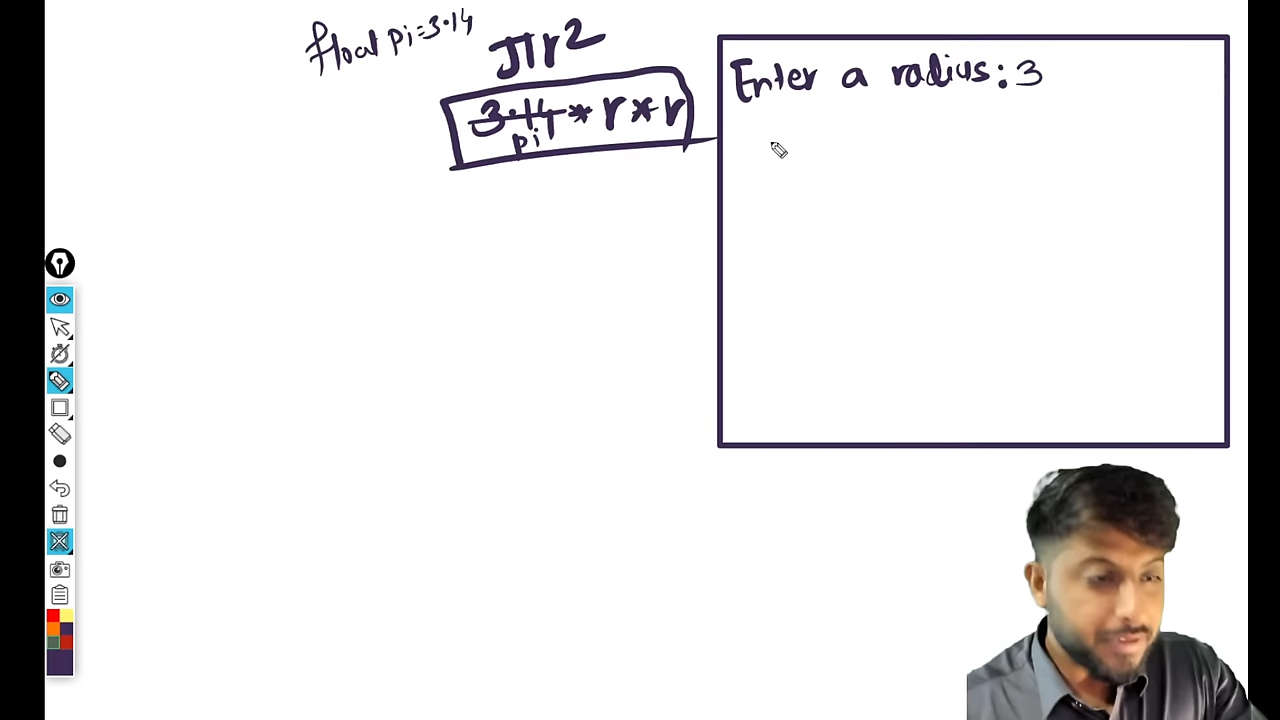 float pi=3.14
πr²
3.14 * r * r
pi
Enter a radius: 3